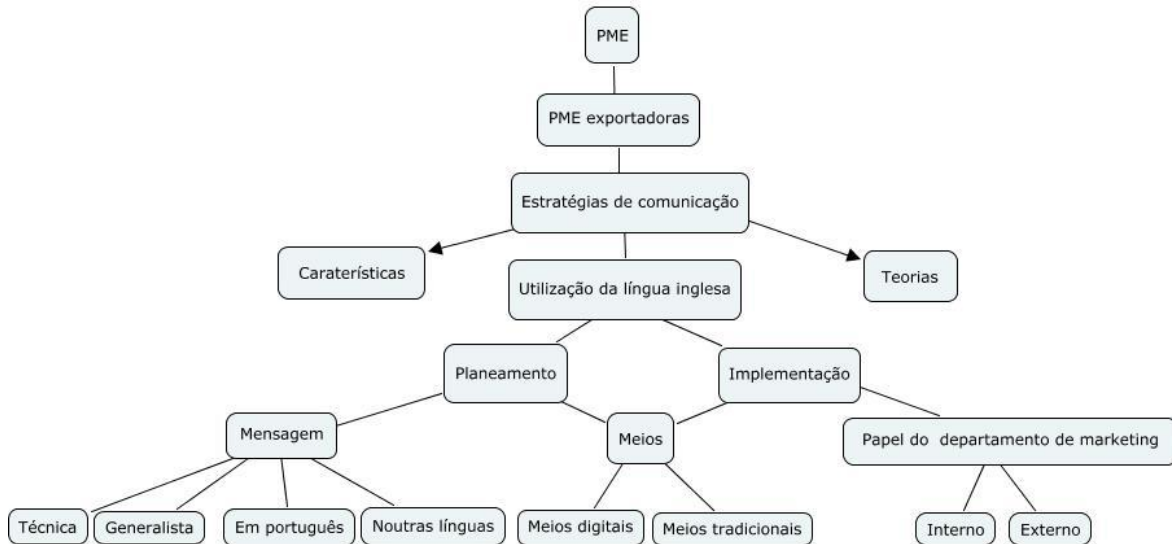 PME
PME exportadoras
Estratégias de comunicação
Caraterísticas
Teorias
Utilização da língua inglesa
Planeamento
Implementação
Mensagem
Meios
Papel do departamento de marketing
Técnica
Generalista
Em português
Noutras línguas
Meios digitais
Meios tradicionais
Interno
Externo